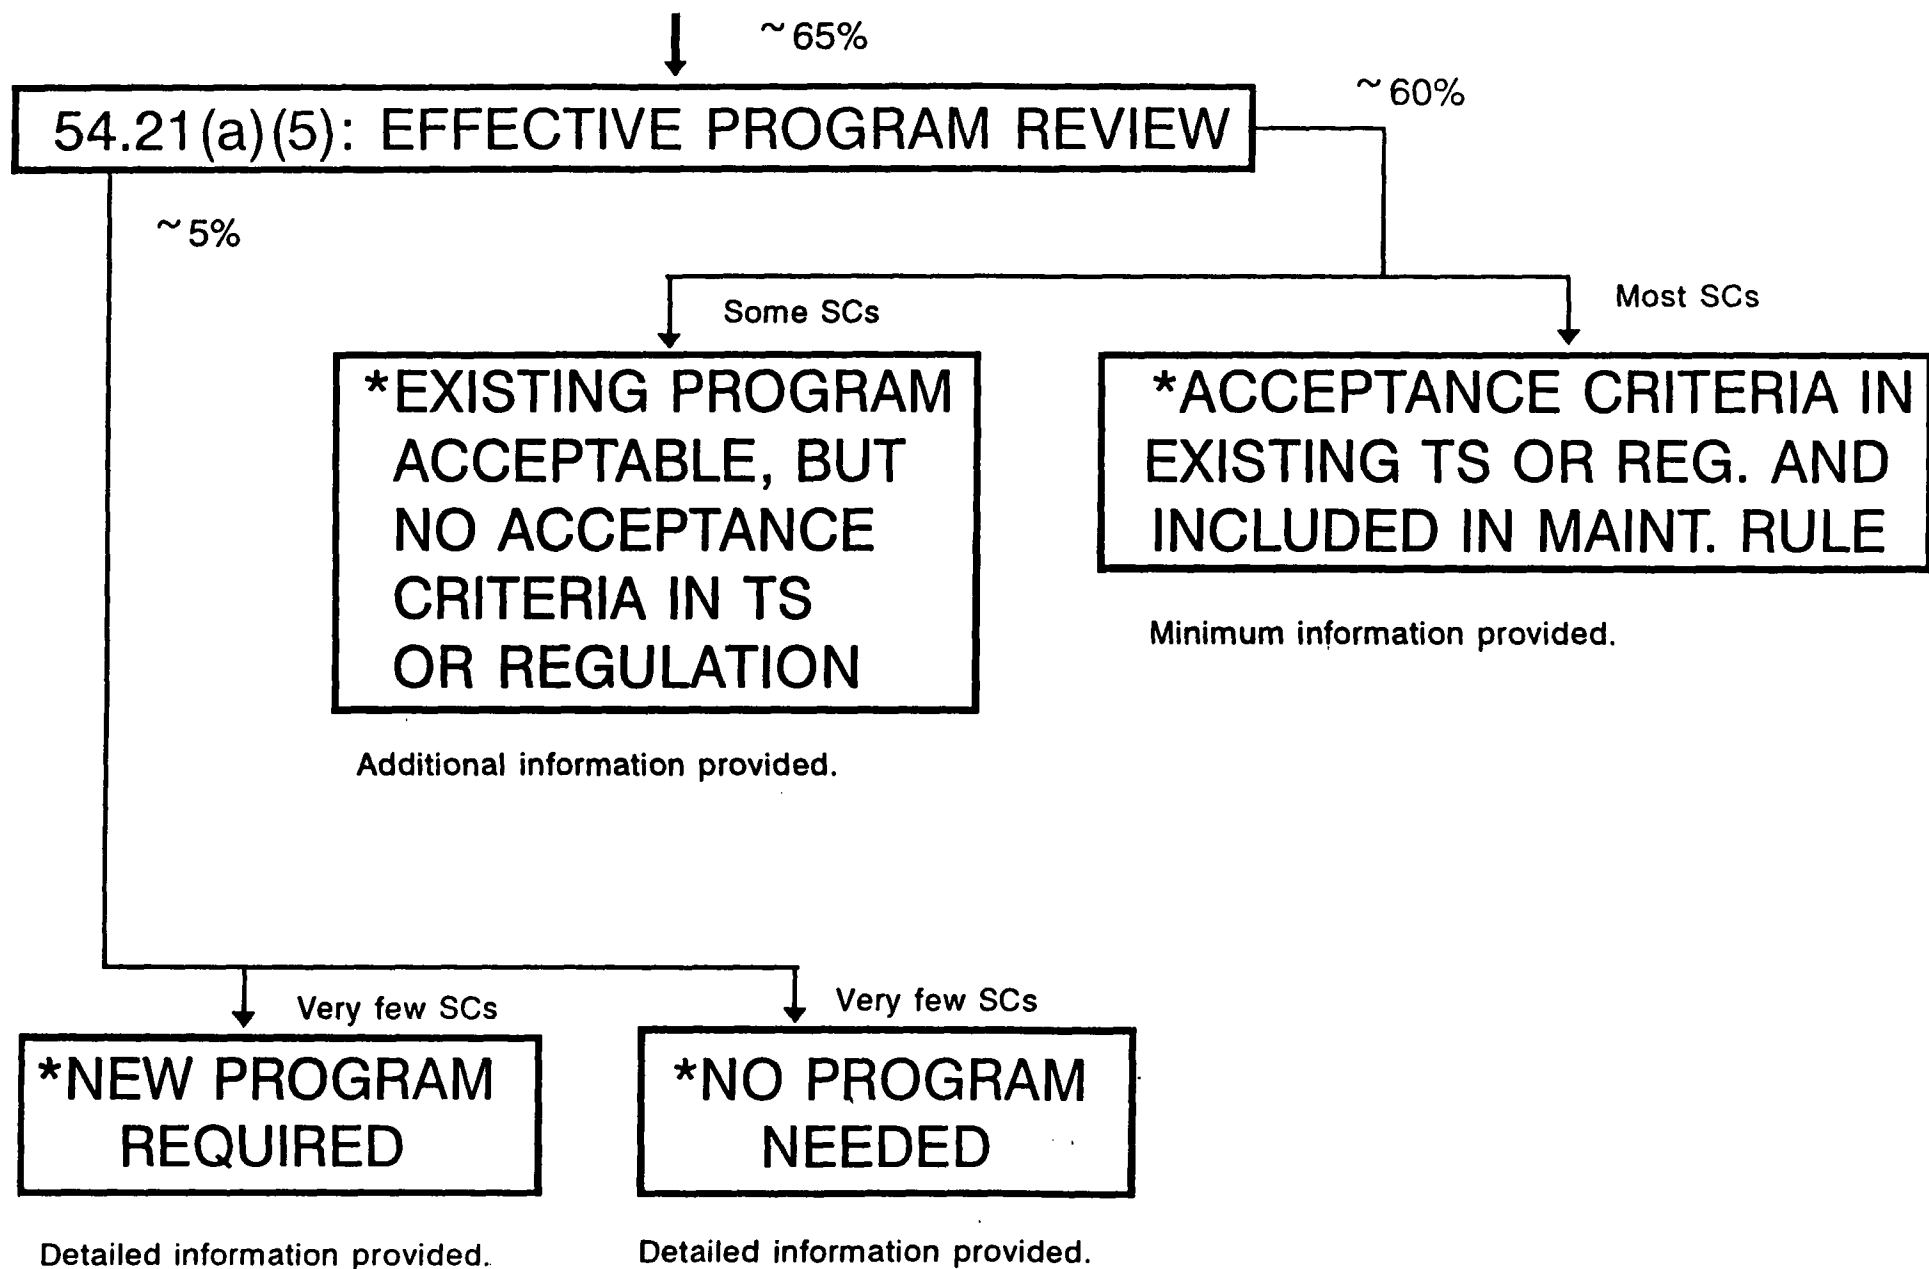 ~65%
54.21(a)(5): EFFECTIVE PROGRAM REVIEW
~60%
~5%
Some SCs
Most SCs
*EXISTING PROGRAM
ACCEPTABLE, BUT
NO ACCEPTANCE
CRITERIA IN TS
OR REGULATION
*ACCEPTANCE CRITERIA IN
EXISTING TS OR REG. AND
INCLUDED IN MAINT. RULE
Minimum information provided.
Additional information provided.
Very few SCs
Very few SCs
*NEW PROGRAM
REQUIRED
*NO PROGRAM
NEEDED
Detailed information provided.
Detailed information provided.